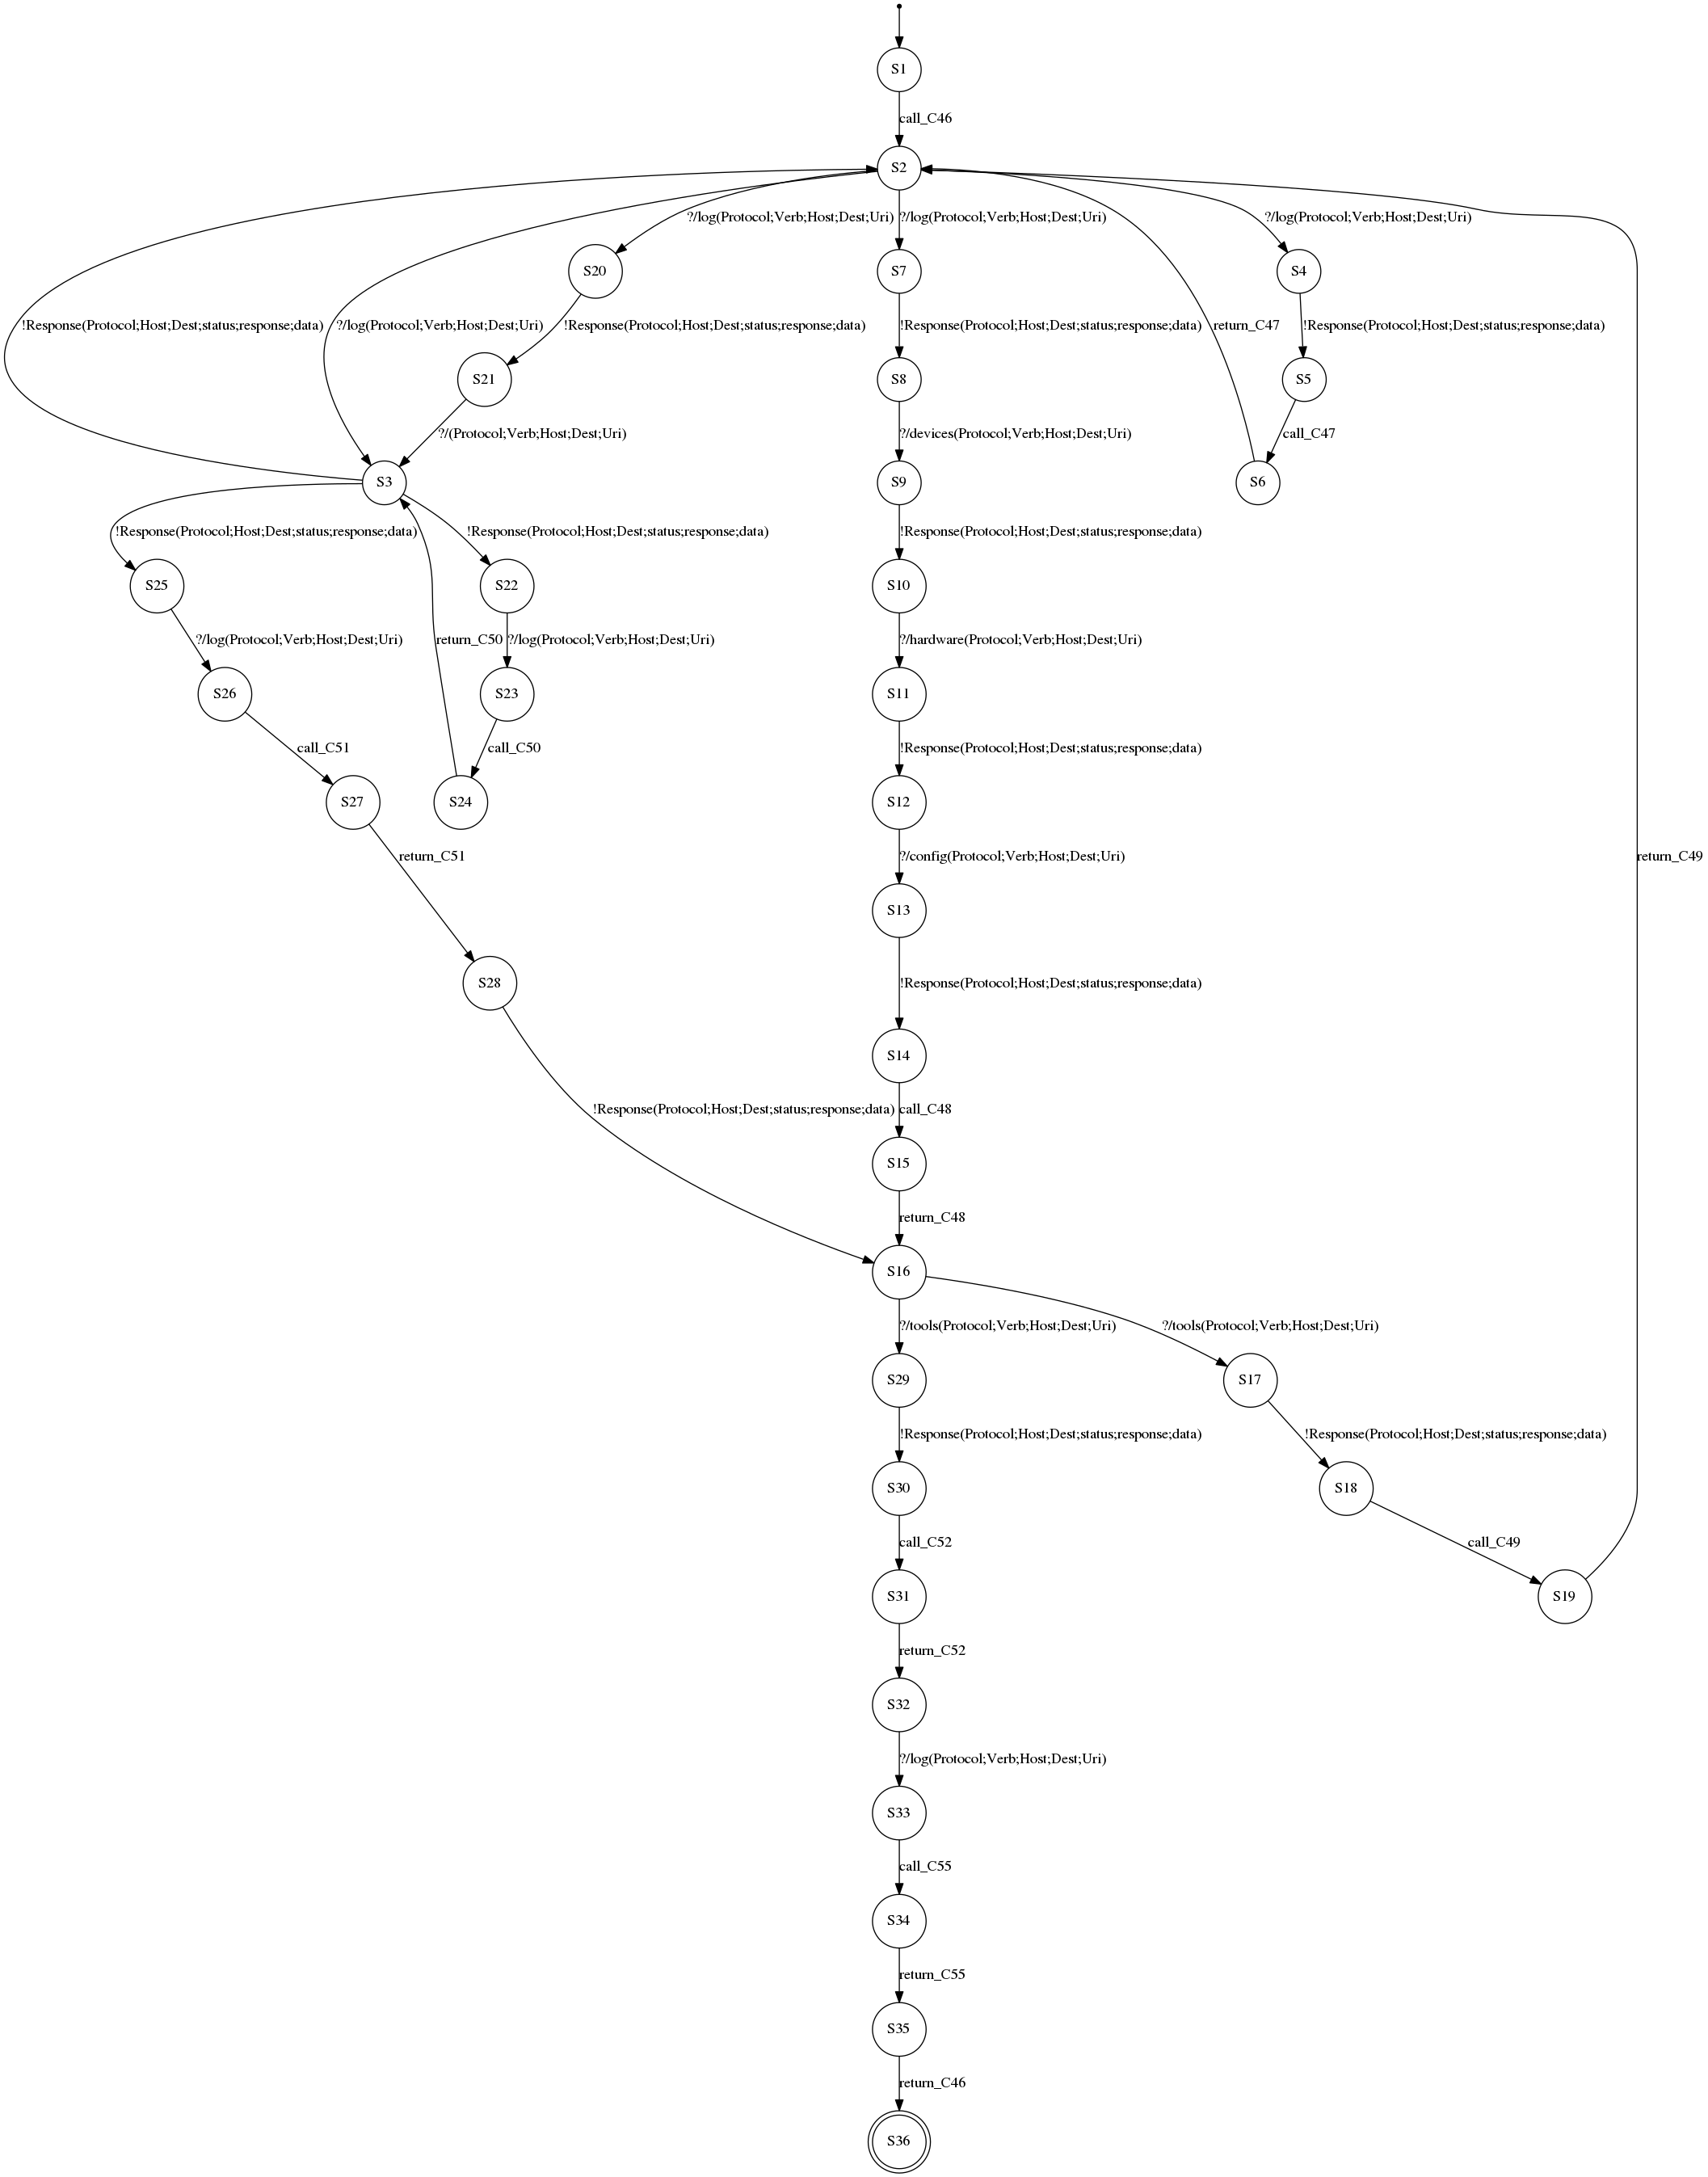 S1
call_C46
S2
?/log(Protocol;Verb;Host;Dest;Uri)
?/log(Protocol;Verb;Host;Dest;Uri)
?/log(Protocol;Verb;Host;Dest;Uri)
S20
S7
S4
!Response(Protocol;Host;Dest;status;response;data)
?/log(Protocol;Verb;Host;Dest;Uri)
!Response(Protocol;Host;Dest;status;response;data)
!Response(Protocol;Host;Dest;status;response;data)
return_C47
!Response(Protocol;Host;Dest;status;response;data)
S21
S8
S5
?/(Protocol;Verb;Host;Dest;Uri)
?/devices(Protocol;Verb;Host;Dest;Uri)
call_C47
S3
S9
S6
!Response(Protocol;Host;Dest;status;response;data)
!Response(Protocol;Host;Dest;status;response;data)
!Response(Protocol;Host;Dest;status;response;data)
S25
S22
S10
?/log(Protocol;Verb;Host;Dest;Uri)
return_C50
?/log(Protocol;Verb;Host;Dest;Uri)
?/hardware(Protocol;Verb;Host;Dest;Uri)
S26
S23
S11
call_C51
call_C50
!Response(Protocol;Host;Dest;status;response;data)
S27
S24
S12
return_C51
?/config(Protocol;Verb;Host;Dest;Uri)
return_C49
S13
S28
!Response(Protocol;Host;Dest;status;response;data)
S14
!Response(Protocol;Host;Dest;status;response;data)
call_C48
S15
return_C48
S16
?/tools(Protocol;Verb;Host;Dest;Uri)
?/tools(Protocol;Verb;Host;Dest;Uri)
S29
S17
!Response(Protocol;Host;Dest;status;response;data)
!Response(Protocol;Host;Dest;status;response;data)
S30
S18
call_C52
call_C49
S31
S19
return_C52
S32
?/log(Protocol;Verb;Host;Dest;Uri)
S33
call_C55
S34
return_C55
S35
return_C46
S36